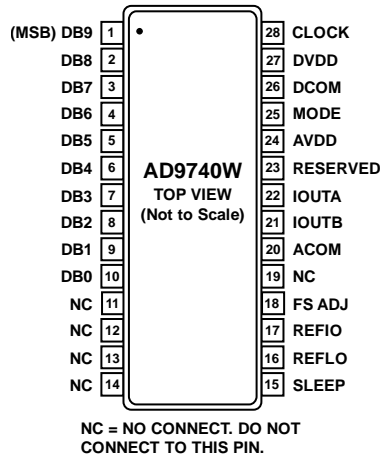 (MSB) DB9 1
DB8 2
DB7 3
DB6 4
DB5 5
DB4 6
DB3 7
DB2 8
DB1 9
DB0 10
NC 11
NC 12
NC 13
NC 14
AD9740W
TOP VIEW
(Not to Scale)
28 CLOCK
27 DVDD
26 DCOM
25 MODE
24 AVDD
23 RESERVED
22 IOUTA
21 IOUTB
20 ACOM
19 NC
18 FS ADJ
17 REFIO
16 REFLO
15 SLEEP
NC = NO CONNECT. DO NOT
CONNECT TO THIS PIN.